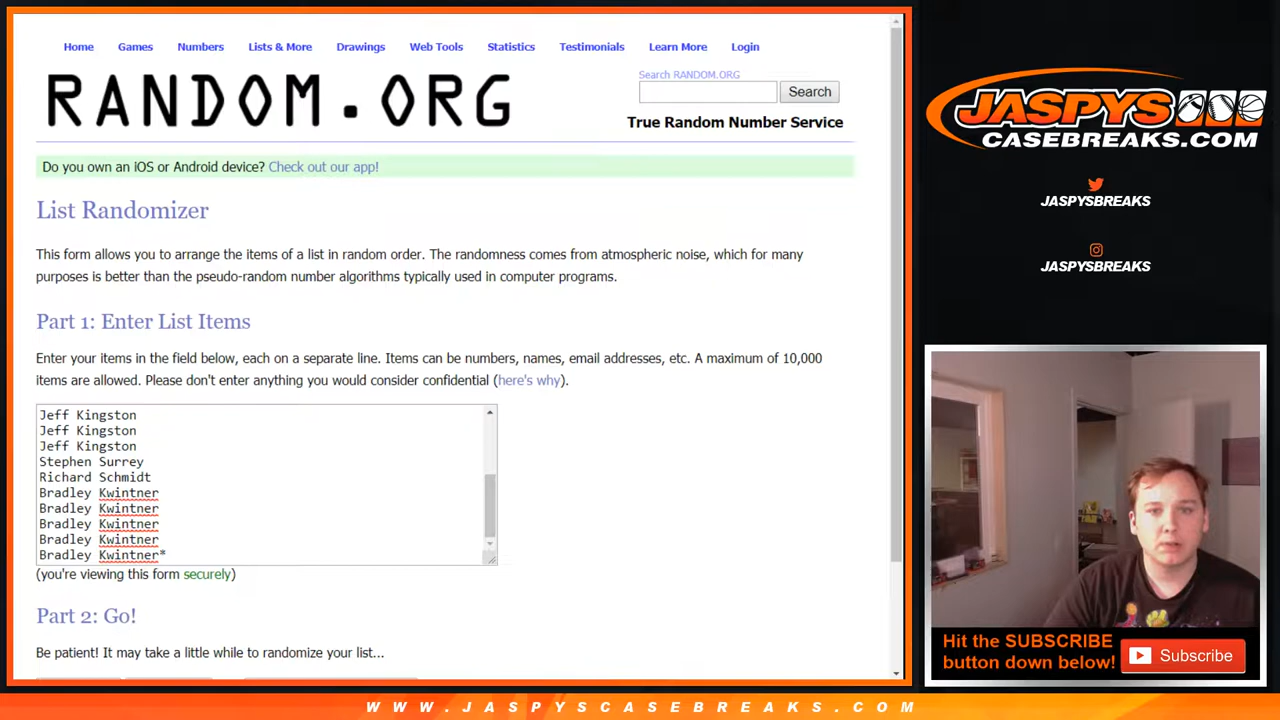 Home Games Numbers Lists & More Drawings Web Tools Statistics Testimonials Learn More Login
RANDOM.ORG
Search RANDOM.ORG
Search
True Random Number Service
Do you own an iOS or Android device? Check out our app!
List Randomizer
This form allows you to arrange the items of a list in random order. The randomness comes from atmospheric noise, which for many
purposes is better than the pseudo-random number algorithms typically used in computer programs.
Part 1: Enter List Items
Enter your items in the field below, each on a separate line. Items can be numbers, names, email addresses, etc. A maximum of 10,000
items are allowed. Please don't enter anything you would consider confidential (here's why).
Jeff Kingston
Jeff Kingston
Jeff Kingston
Stephen Surrey
Richard Schmidt
Bradley Kwintner
Bradley Kwintner
Bradley Kwintner
Bradley Kwintner
Bradley Kwintner*
(you're viewing this form securely)
Part 2: Go!
Be patient! It may take a little while to randomize your list...
JASPYS
CASEBREAKS.COM
JASPYSBREAKS
JASPYSBREAKS
Hit the SUBSCRIBE
button down below!
Subscribe
WWW.JASPYSCASEBREAKS.COM